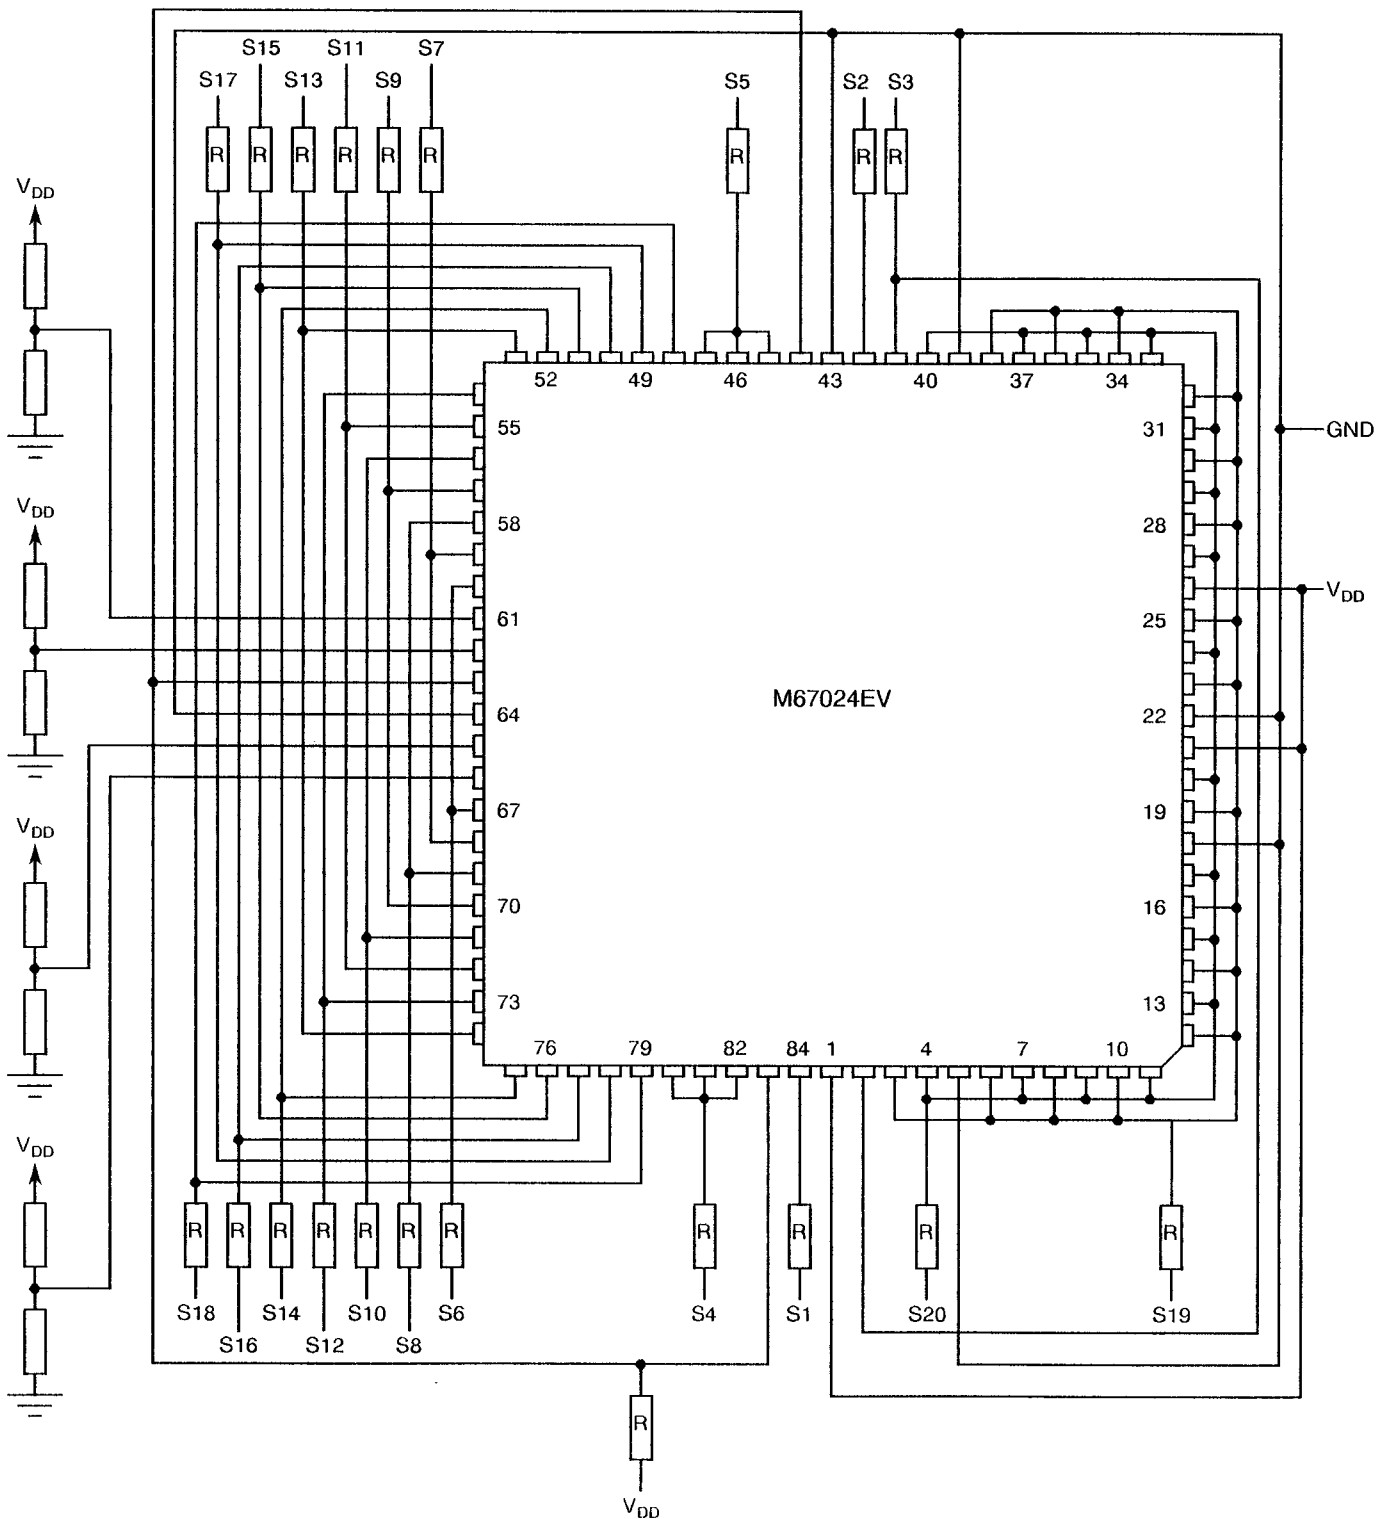 S15 S11 S7
S17 S13 S9 S5 S2 S3
R R R R R R R R R
VDD
52 49 46 43 40 37 34
55 31 GND
VDD
58 28
VDD
61 25
M67024EV
64 22
67 19
VDD
70 16
73 13
76 79 82 84 1 4 7 10
VDD
R R R R R R R R R R R
S18 S14 S10 S6 S4 S1 S20 S19
S16 S12 S8
R
VDD